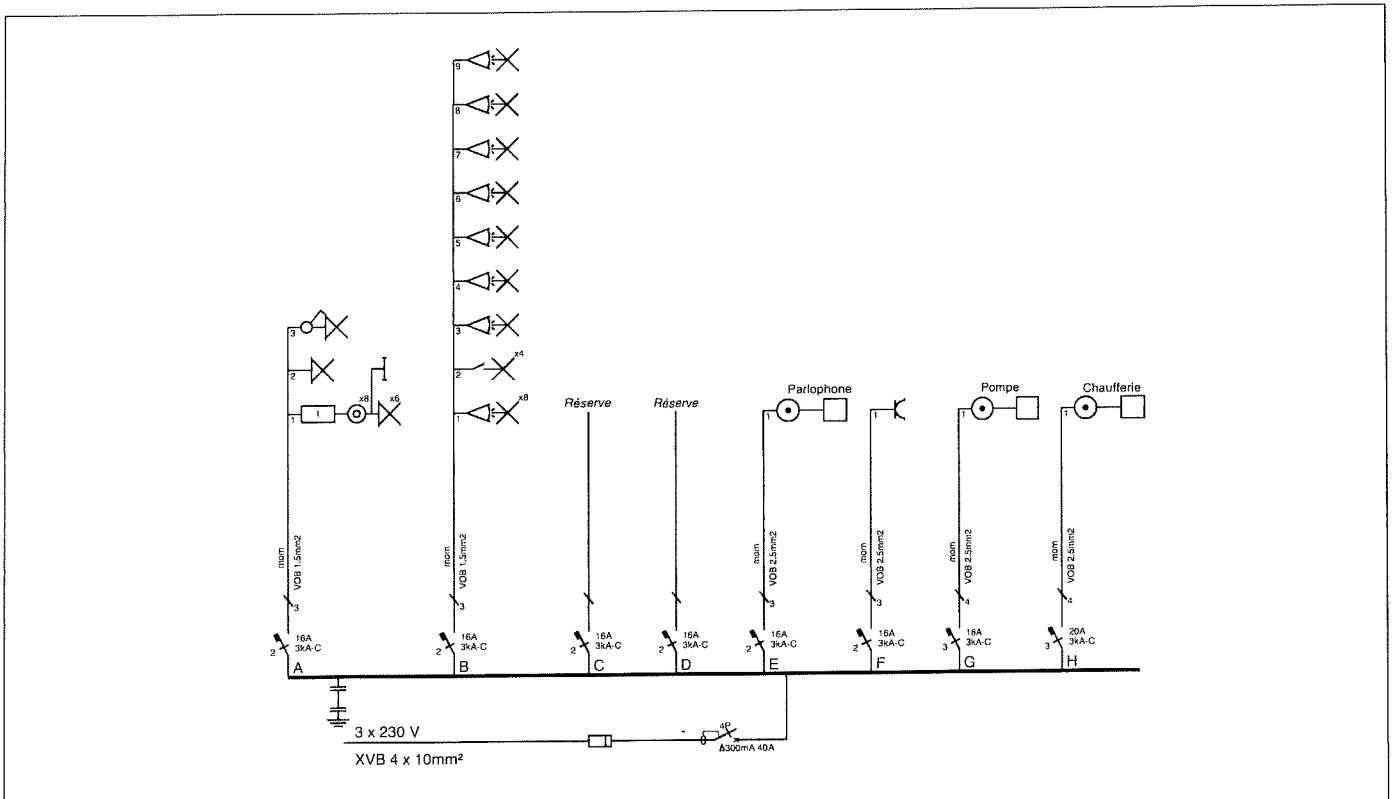 9
8
7
6
5
4
3
3
2
2 x4
1 x8 x6
1 x8
Réserve
Réserve
Parlophone
1
1
Pompe
1
Chaufferie
1
mom
VOB 1.5mm2
mom
VOB 1.5mm2
mom
VOB 2.5mm2
mom
VOB 2.5mm2
mom
VOB 2.5mm2
mom
VOB 2.5mm2
3
3
3
3
4
4
2 16A
3kA-C
A
2 16A
3kA-C
B
2 16A
3kA-C
C
2 16A
3kA-C
D
2 16A
3kA-C
E
2 16A
3kA-C
F
3 16A
3kA-C
G
3 20A
3kA-C
H
3 x 230 V
XVB 4 x 10mm²
4P
Δ300mA 40A